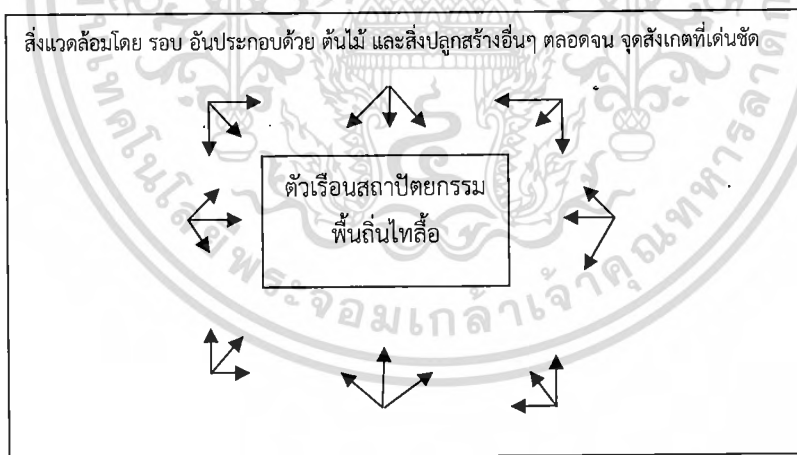 สิ่งแวดล้อมโดย รอบ อันประกอบด้วย ต้นไม้ และสิ่งปลูกสร้างอื่นๆ ตลอดจน จุดสังเกตที่เด่นชัด
ตัวเรือนสถาปัตยกรรม
พื้นถิ่นไทลื้อ